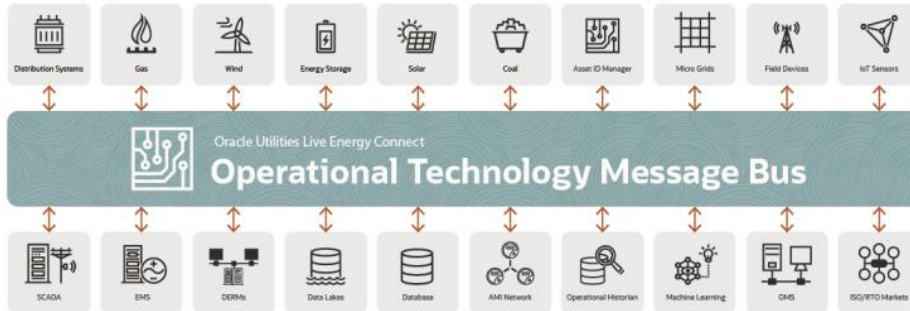 Distribution Systems
Gas
Wind
Energy Storage
Solar
Coal
Asset ID Manager
Micro Grids
Field Devices
IoT Sensors
Oracle Utilities Live Energy Connect
Operational Technology Message Bus
SCADA
EMS
DERMs
Data Lakes
Database
AMI Network
Operational Historian
Machine Learning
OMS
ISO/RTO Markets